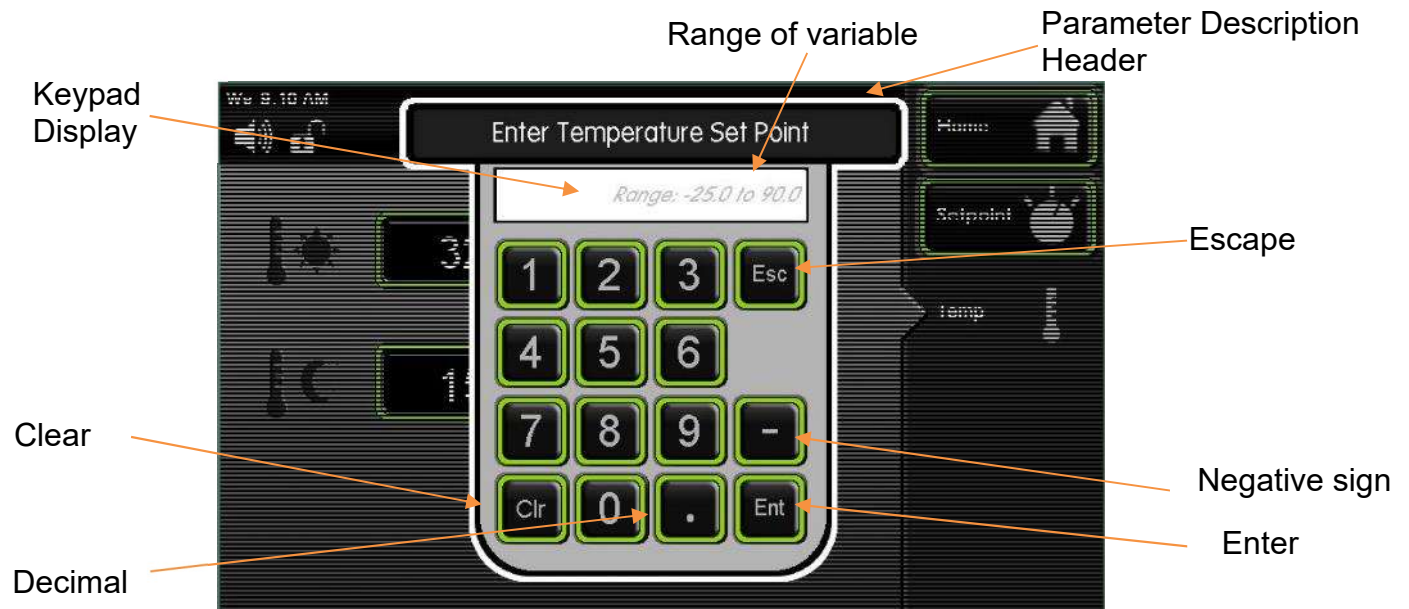 Range of variable
Parameter Description
Header
Keypad
Display
We 8:10 AM
Enter Temperature Set Point
Home
Range: -25.0 to 90.0
Setpoint
Escape
1 2 3 Esc
Temp
4 5 6
7 8 9 -
Clear
Negative sign
Clr 0 . Ent
Enter
Decimal